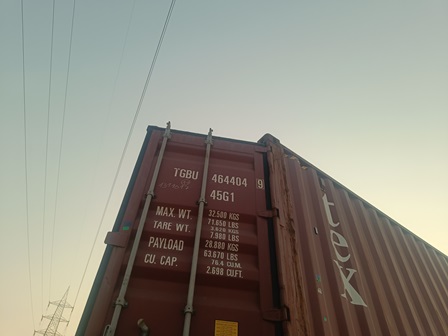 TGBU 464404 9
45G1
MAX. WT. 32.500 KGS
71.650 LBS
TARE WT. 3.620 KGS
7.980 LBS
PAYLOAD 28.880 KGS
63.670 LBS
CU. CAP. 76.4 CU.M.
2.698 CU.FT.
tex